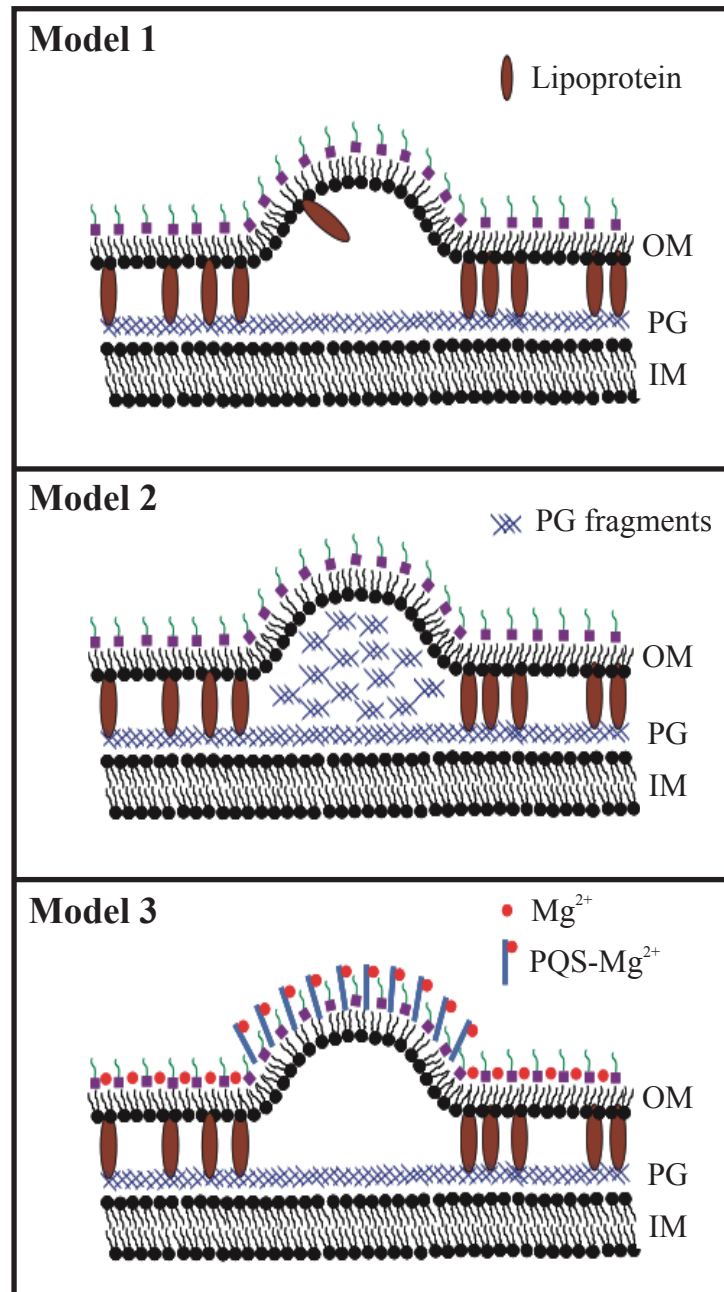 Model 1
Lipoprotein
OM
PG
IM
Model 2
PG fragments
OM
PG
IM
Model 3
Mg²⁺
PQS-Mg²⁺
OM
PG
IM